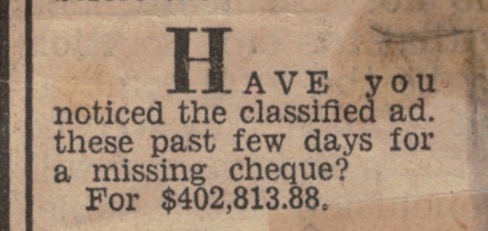 HAVE you
noticed the classified ad.
these past few days for
a missing cheque?
For $402,813.88.